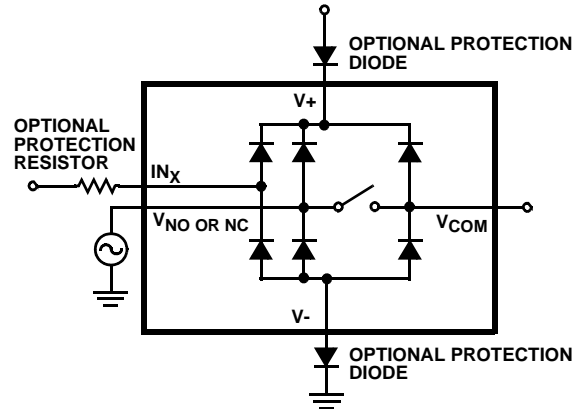 OPTIONAL PROTECTION
DIODE
V+
OPTIONAL
PROTECTION
RESISTOR
INX
VNO OR NC
VCOM
V-
OPTIONAL PROTECTION
DIODE